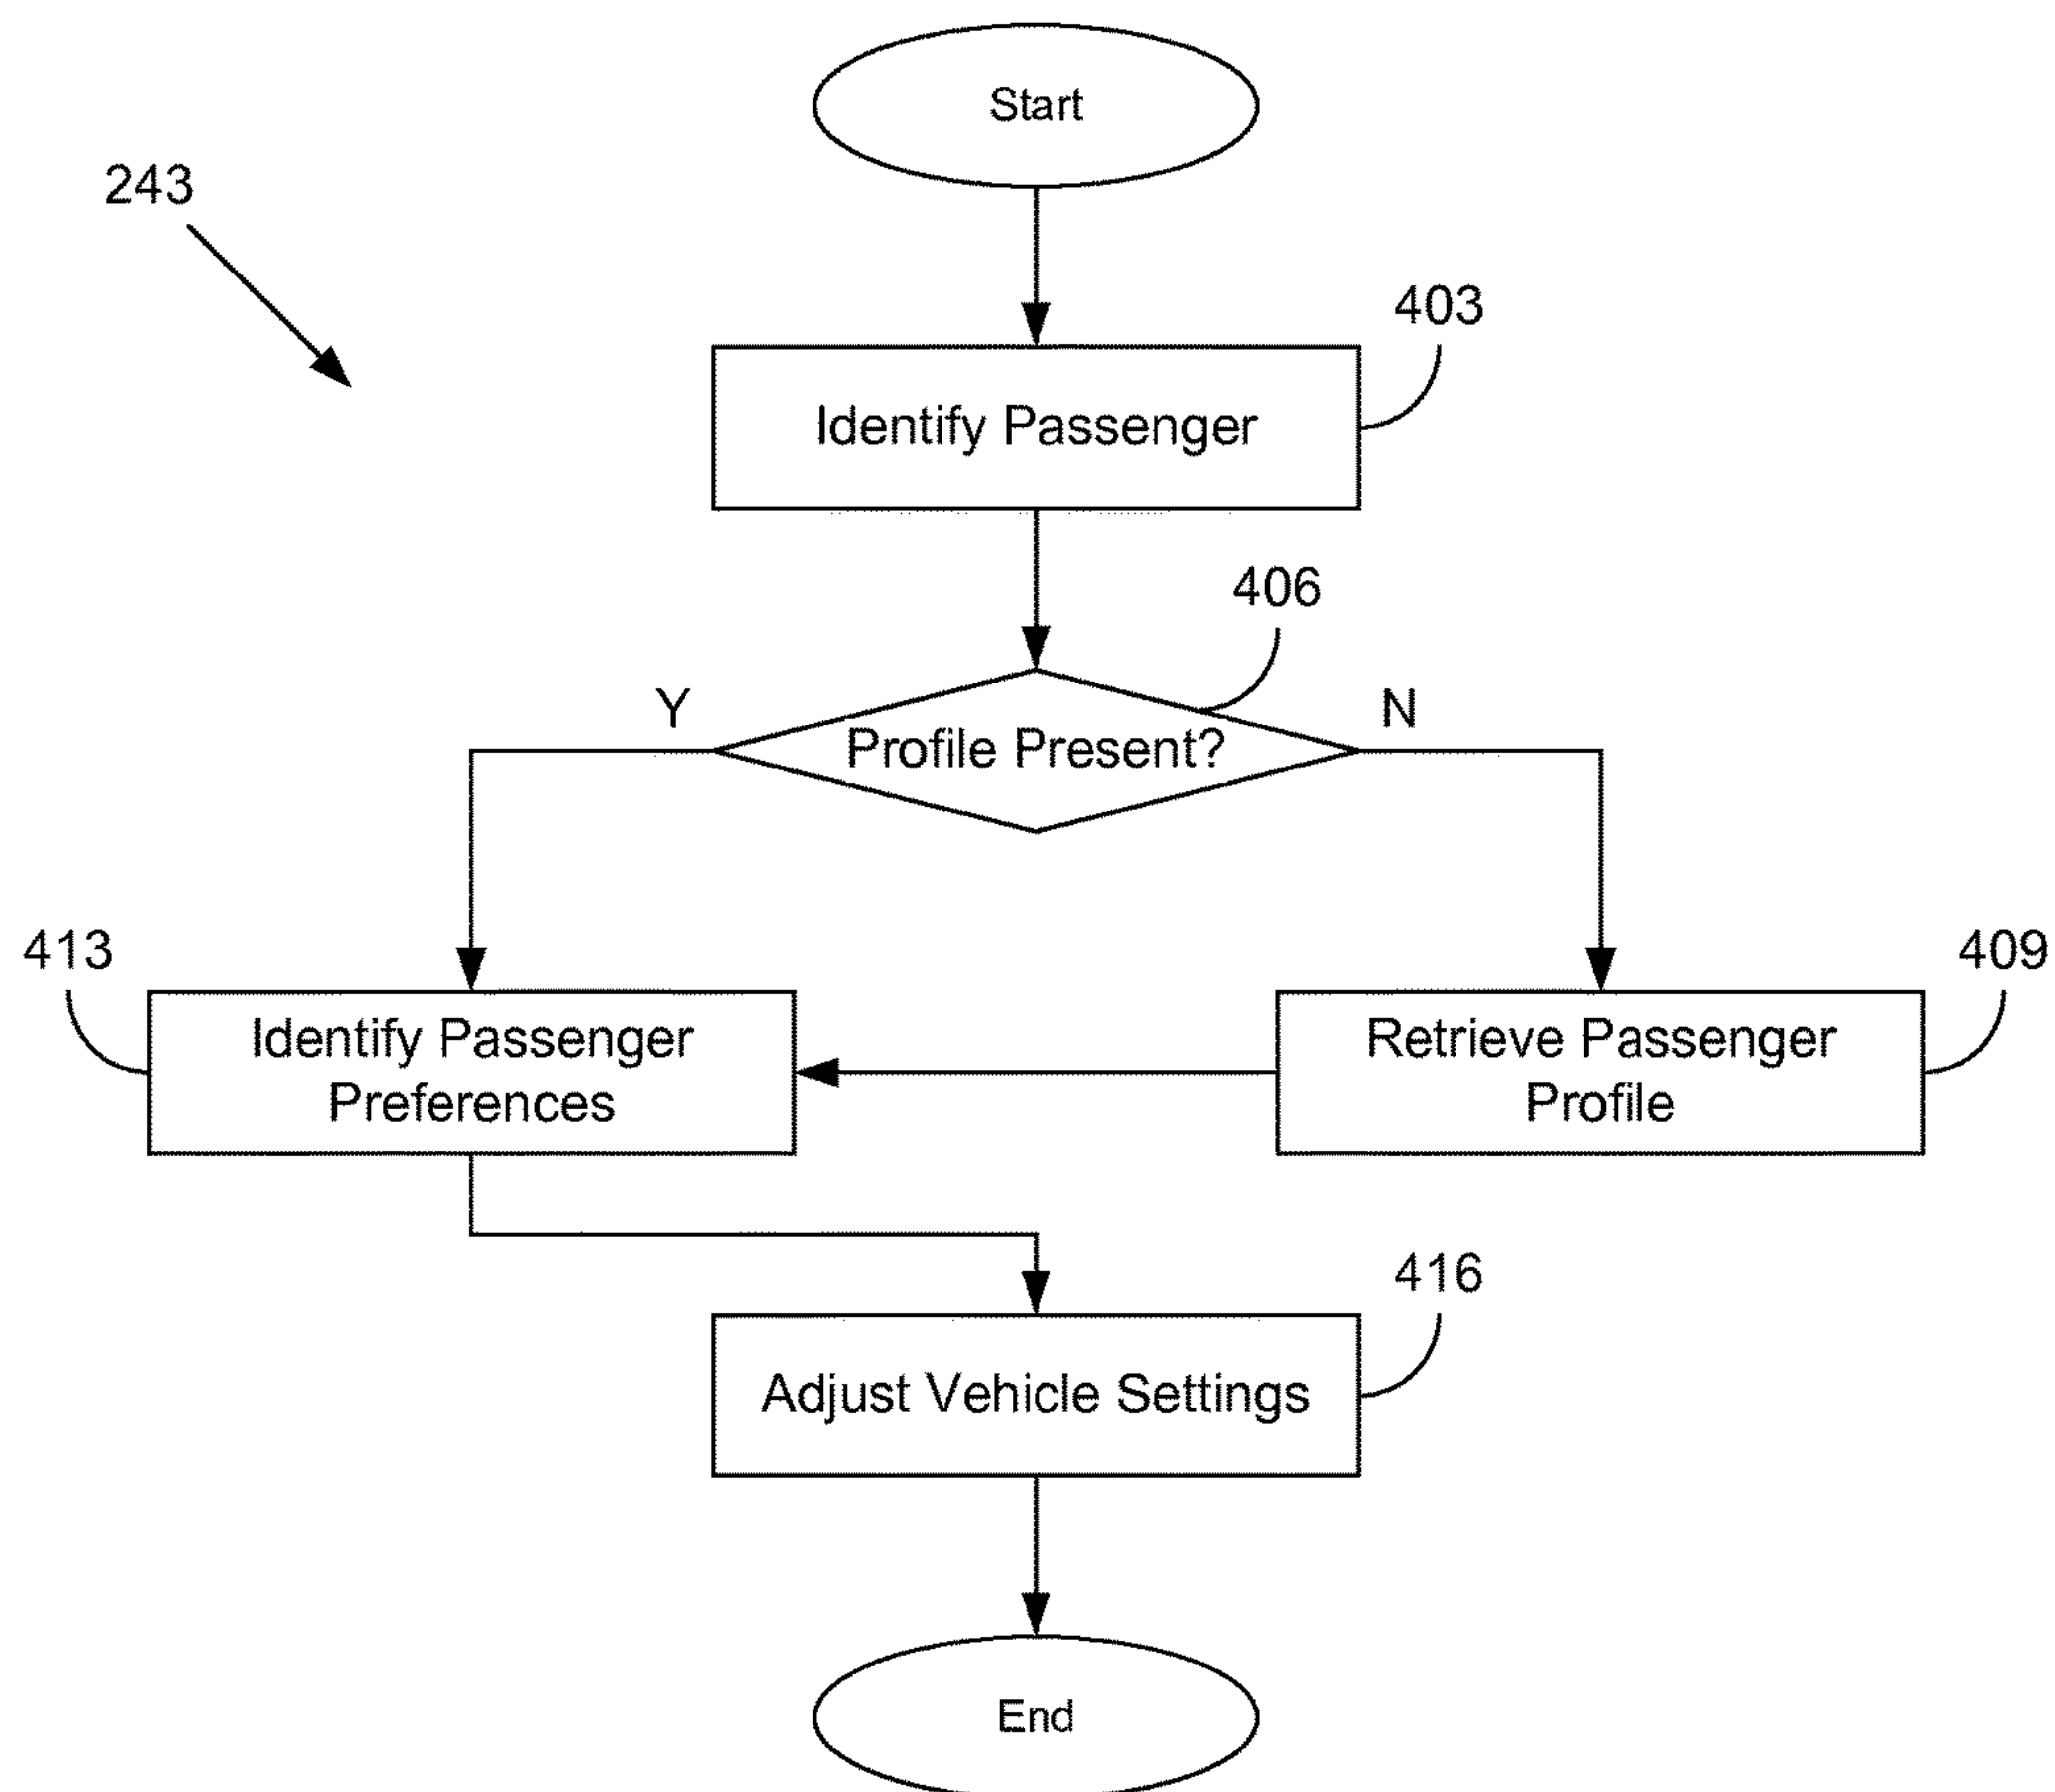 Start
243
403
Identify Passenger
406
Y
N
Profile Present?
413
409
Identify Passenger
Preferences
Retrieve Passenger
Profile
416
Adjust Vehicle Settings
End